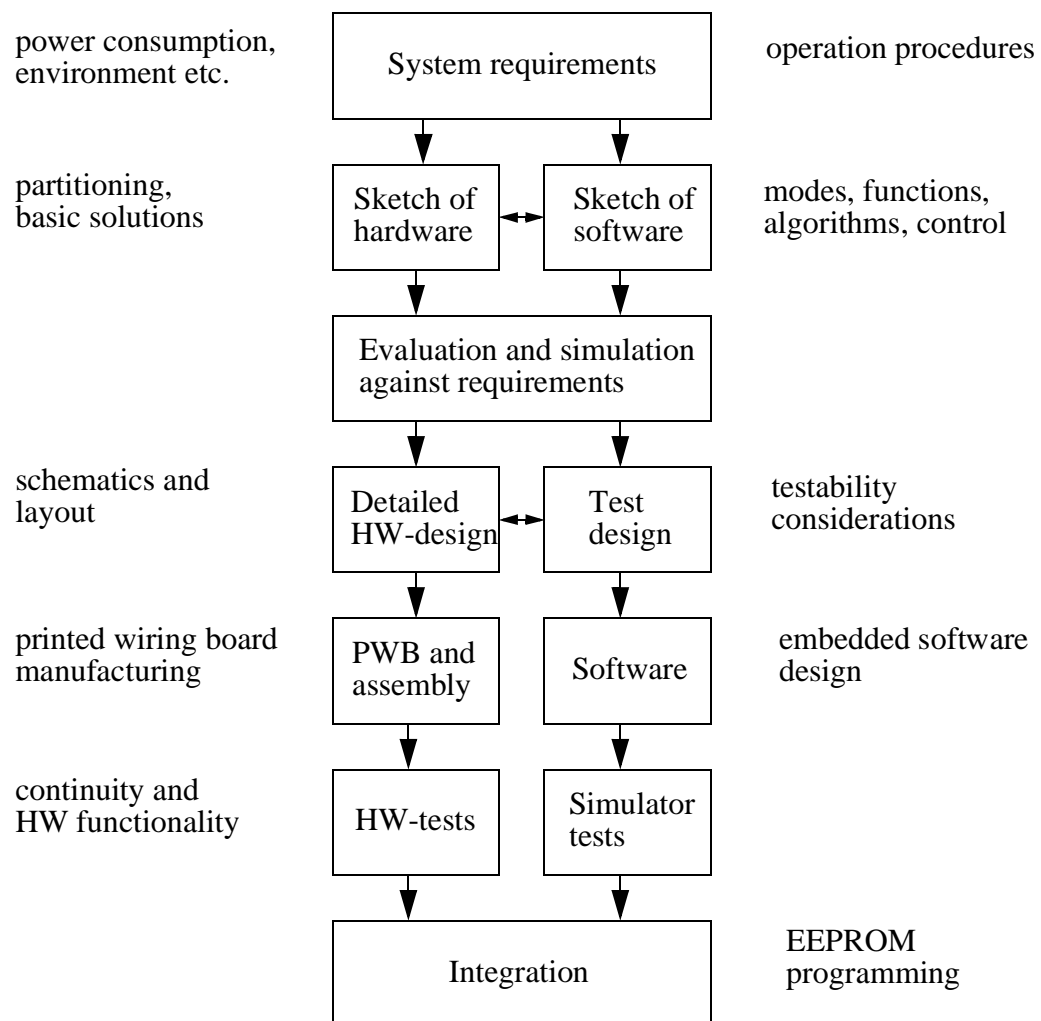 power consumption,
environment etc.
System requirements
operation procedures
partitioning,
basic solutions
Sketch of
hardware
Sketch of
software
modes, functions,
algorithms, control
Evaluation and simulation
against requirements
schematics and
layout
Detailed
HW-design
Test
design
testability
considerations
printed wiring board
manufacturing
PWB and
assembly
Software
embedded software
design
continuity and
HW functionality
HW-tests
Simulator
tests
Integration
EEPROM
programming